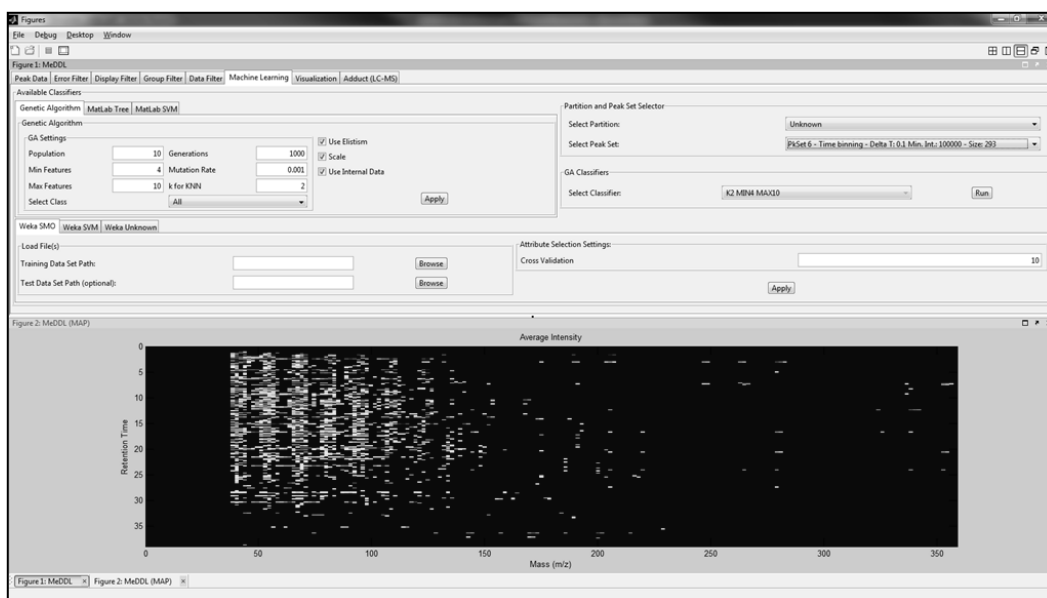 Figures
File Debug Desktop Window
Figure 1: MeDDL
Peak Data Error Filter Display Filter Group Filter Data Filter Machine Learning Visualization Adduct (LC-MS)
Available Classifiers
Genetic Algorithm MatLab Tree MatLab SVM
Genetic Algorithm
GA Settings
Population 10 Generations 1000
Min Features 4 Mutation Rate 0.001
Max Features 10 k for KNN 2
Select Class All
Use Elistism
Scale
Use Internal Data
Apply
Partition and Peak Set Selector
Select Partition: Unknown
Select Peak Set: PkSet 6 - Time binning - Delta T: 0.1 Min. Int.: 100000 - Size: 293
GA Classifiers
Select Classifier: K2 MIN4 MAX10 Run
Weka SMO Weka SVM Weka Unknown
Load File(s)
Training Data Set Path: Browse
Test Data Set Path (optional): Browse
Attribute Selection Settings:
Cross Validation 10
Apply
Figure 2: MeDDL (MAP)
Average Intensity
Retention Time
0
5
10
15
20
25
30
35
0 50 100 150 200 250 300 350
Mass (m/z)
Figure 1: MeDDL × Figure 2: MeDDL (MAP) ×